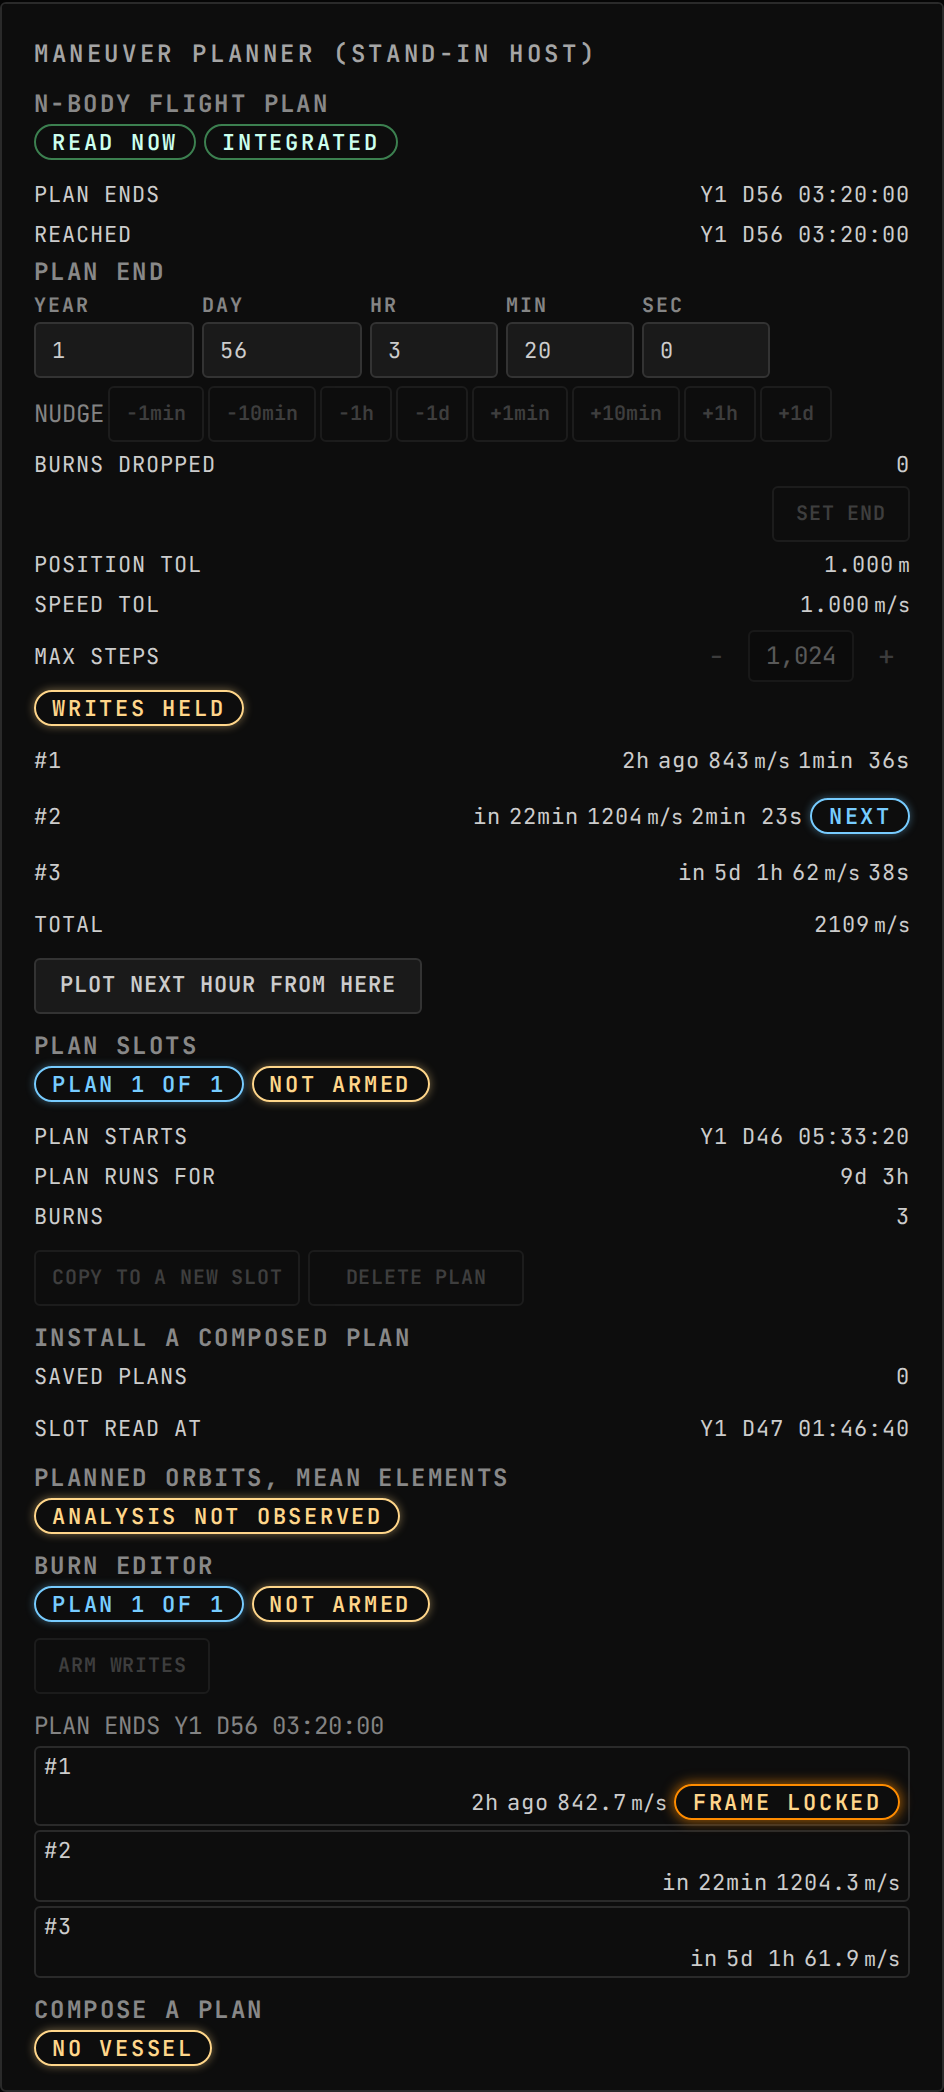 MANEUVER PLANNER (STAND-IN HOST)
N-BODY FLIGHT PLAN
READ NOW INTEGRATED
PLAN ENDS Y1 D56 03:20:00
REACHED Y1 D56 03:20:00
PLAN END
YEAR DAY HR MIN SEC
1 56 3 20 0
NUDGE -1min -10min -1h -1d +1min +10min +1h +1d
BURNS DROPPED 0
SET END
POSITION TOL 1.000 m
SPEED TOL 1.000 m/s
MAX STEPS - 1,024 +
WRITES HELD
#1 2h ago 843 m/s 1min 36s
#2 in 22min 1204 m/s 2min 23s NEXT
#3 in 5d 1h 62 m/s 38s
TOTAL 2109 m/s
PLOT NEXT HOUR FROM HERE
PLAN SLOTS
PLAN 1 OF 1 NOT ARMED
PLAN STARTS Y1 D46 05:33:20
PLAN RUNS FOR 9d 3h
BURNS 3
COPY TO A NEW SLOT DELETE PLAN
INSTALL A COMPOSED PLAN
SAVED PLANS 0
SLOT READ AT Y1 D47 01:46:40
PLANNED ORBITS, MEAN ELEMENTS
ANALYSIS NOT OBSERVED
BURN EDITOR
PLAN 1 OF 1 NOT ARMED
ARM WRITES
PLAN ENDS Y1 D56 03:20:00
#1
2h ago 842.7 m/s FRAME LOCKED
#2
in 22min 1204.3 m/s
#3
in 5d 1h 61.9 m/s
COMPOSE A PLAN
NO VESSEL